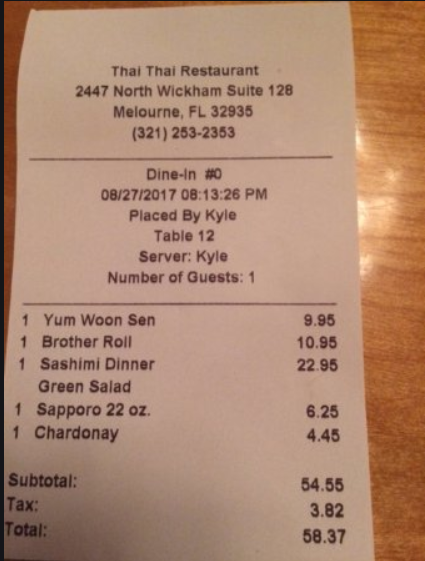 Thai Thai Restaurant
2447 North Wickham Suite 128
Melourne, FL 32935
(321) 253-2353
Dine-In #0
08/27/2017 08:13:26 PM
Placed By Kyle
Table 12
Server: Kyle
Number of Guests: 1
1 Yum Woon Sen 9.95
1 Brother Roll 10.95
1 Sashimi Dinner 22.95
Green Salad
1 Sapporo 22 oz. 6.25
1 Chardonay 4.45
Subtotal: 54.55
Tax: 3.82
Total: 58.37